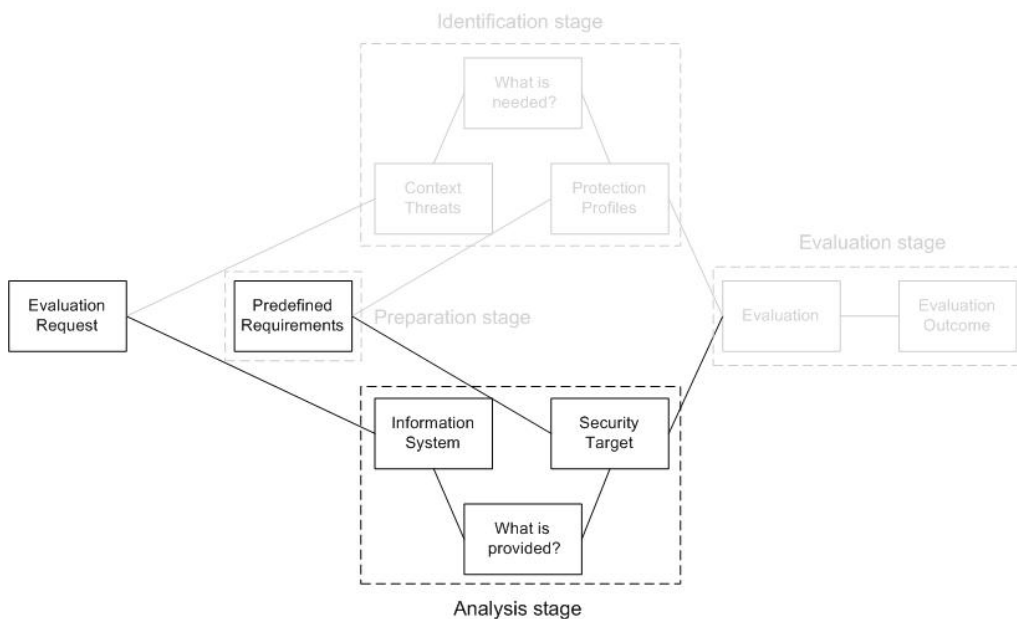 Identification stage
What is
needed?
Context
Threats
Protection
Profiles
Evaluation stage
Evaluation
Request
Predefined
Requirements
Preparation stage
Evaluation
Evaluation
Outcome
Information
System
Security
Target
What is
provided?
Analysis stage